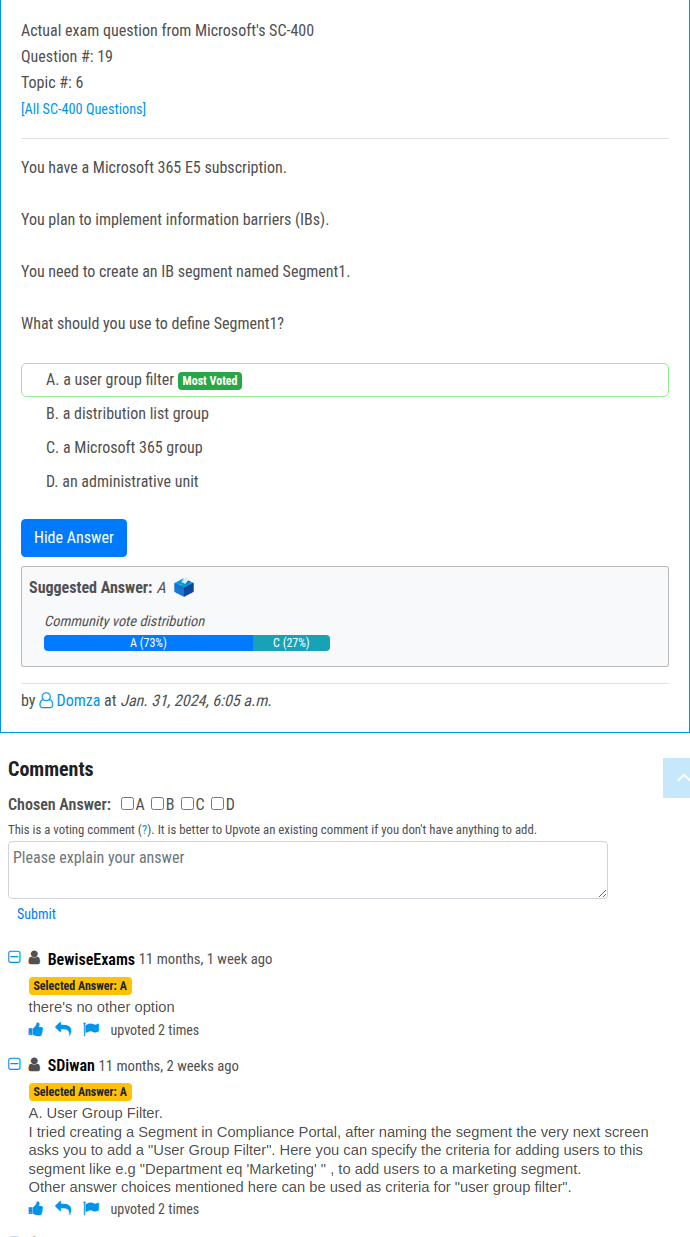 Actual exam question from Microsoft's SC-400
Question #: 19
Topic #: 6
[All SC-400 Questions]
You have a Microsoft 365 E5 subscription.
You plan to implement information barriers (IBs).
You need to create an IB segment named Segment1.
What should you use to define Segment1?
A. a user group filter Most Voted
B. a distribution list group
C. a Microsoft 365 group
D. an administrative unit
Hide Answer
Suggested Answer: A
Community vote distribution
A (73%) C (27%)
by Domza at Jan. 31, 2024, 6:05 a.m.
Comments
Chosen Answer: A B C D
This is a voting comment (?). It is better to Upvote an existing comment if you don't have anything to add.
Please explain your answer
Submit
BewiseExams 11 months, 1 week ago
Selected Answer: A
there's no other option
upvoted 2 times
SDiwan 11 months, 2 weeks ago
Selected Answer: A
A. User Group Filter.
I tried creating a Segment in Compliance Portal, after naming the segment the very next screen
asks you to add a "User Group Filter". Here you can specify the criteria for adding users to this
segment like e.g "Department eq 'Marketing' " , to add users to a marketing segment.
Other answer choices mentioned here can be used as criteria for "user group filter".
upvoted 2 times